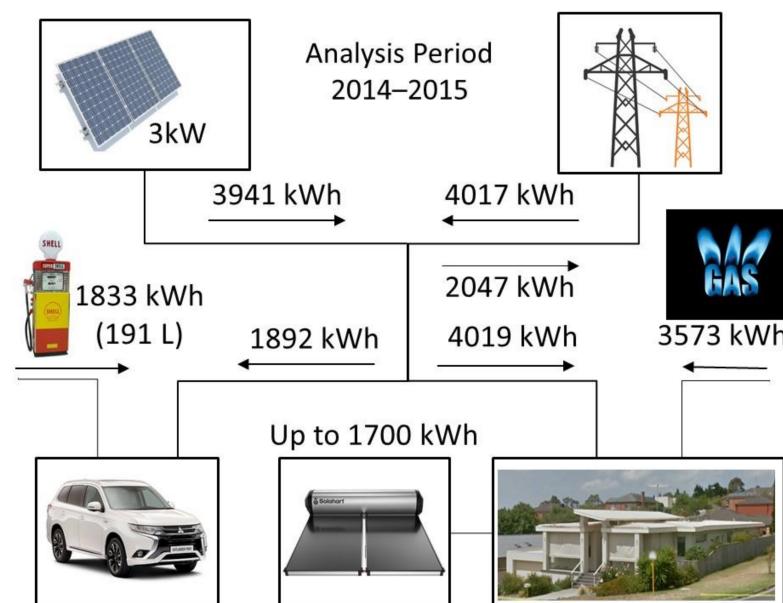 Analysis Period
2014–2015
3kW
3941 kWh
4017 kWh
SHELL
GAS
2047 kWh
1833 kWh
(191 L)
1892 kWh
4019 kWh
3573 kWh
Up to 1700 kWh
Solahart